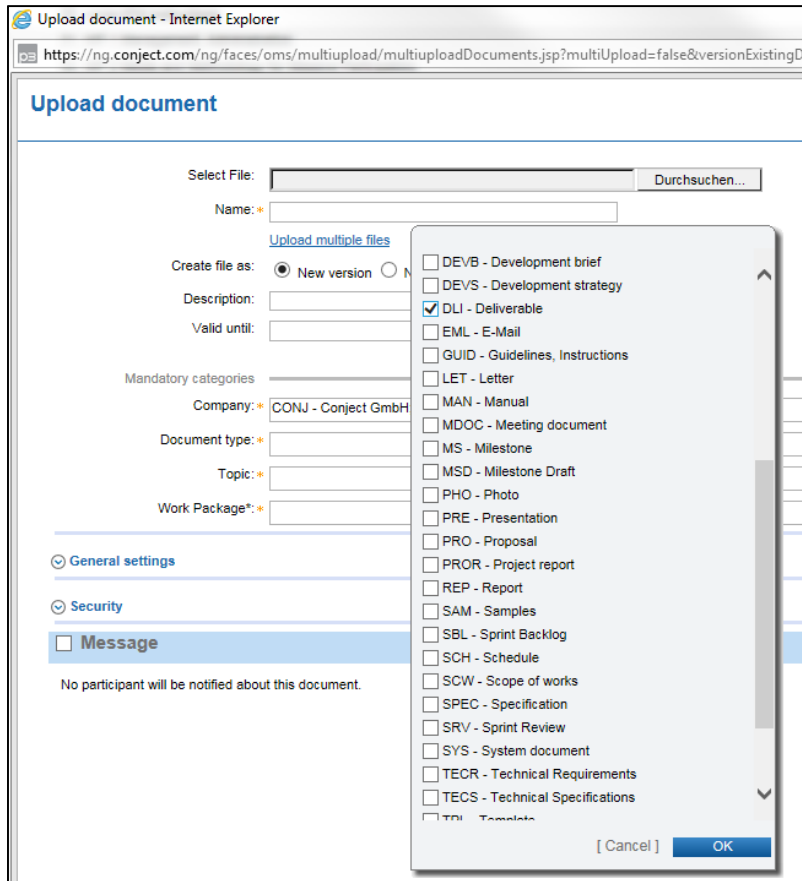 Upload document - Internet Explorer
https://ng.conject.com/ng/faces/oms/multiupload/multiuploadDocuments.jsp?multiUpload=false&versionExistingD
Upload document
Select File:
Durchsuchen...
Name: *
Upload multiple files
Create file as:
New version
N
Description:
Valid until:
Mandatory categories
Company: *
CONJ - Conject GmbH
Document type: *
Topic: *
Work Package*: *
General settings
Security
Message
No participant will be notified about this document.
DEVB - Development brief
DEVS - Development strategy
DLI - Deliverable
EML - E-Mail
GUID - Guidelines, Instructions
LET - Letter
MAN - Manual
MDOC - Meeting document
MS - Milestone
MSD - Milestone Draft
PHO - Photo
PRE - Presentation
PRO - Proposal
PROR - Project report
REP - Report
SAM - Samples
SBL - Sprint Backlog
SCH - Schedule
SCW - Scope of works
SPEC - Specification
SRV - Sprint Review
SYS - System document
TECR - Technical Requirements
TECS - Technical Specifications
TPL - Template
[ Cancel ]
OK